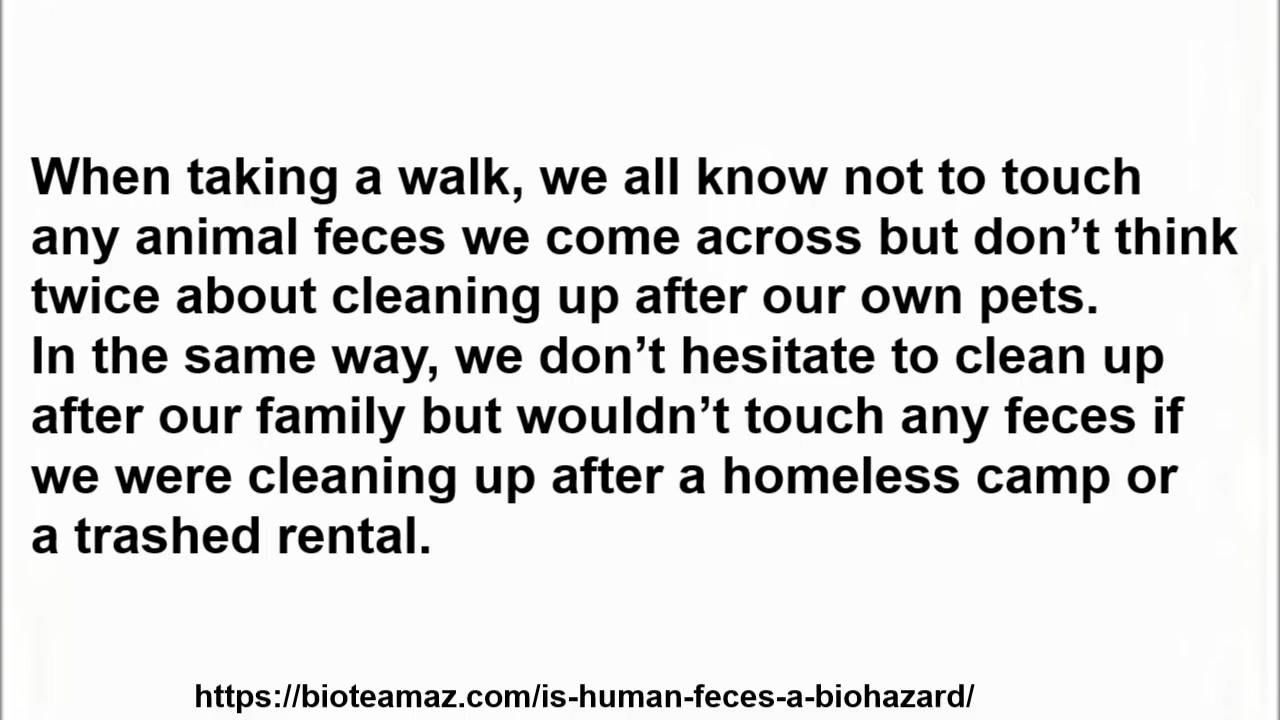 When taking a walk, we all know not to touch
any animal feces we come across but don’t think
twice about cleaning up after our own pets.
In the same way, we don’t hesitate to clean up
after our family but wouldn’t touch any feces if
we were cleaning up after a homeless camp or
a trashed rental.
https://bioteamaz.com/is-human-feces-a-biohazard/